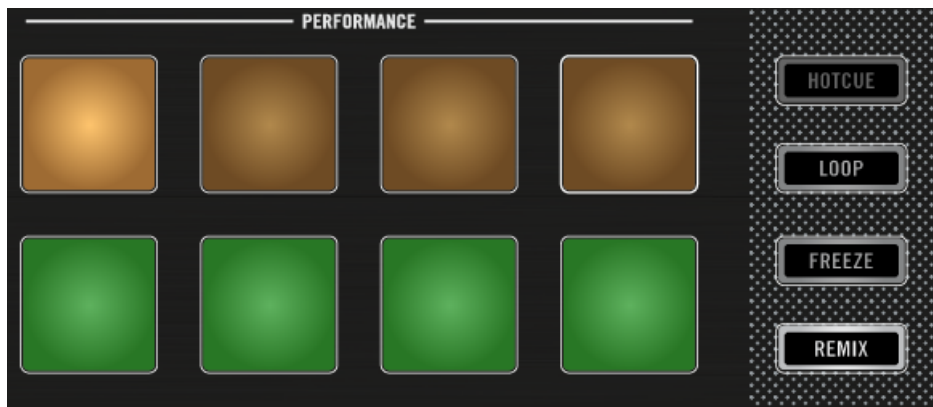 PERFORMANCE
HOTCUE
LOOP
FREEZE
REMIX